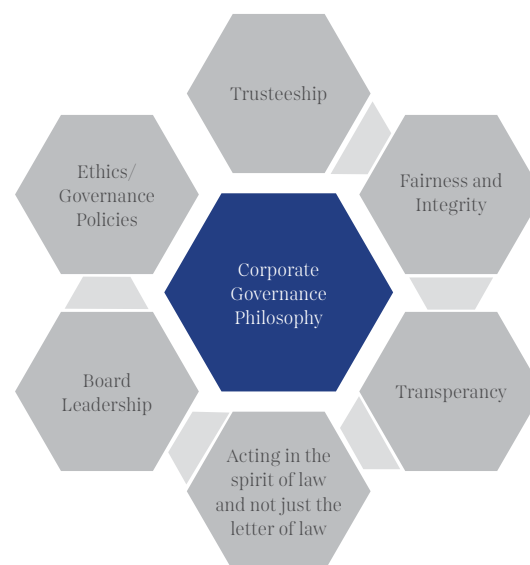 Trusteeship
Ethics/
Governance
Policies
Fairness and
Integrity
Corporate
Governance
Philosophy
Board
Leadership
Transperancy
Acting in the
spirit of law
and not just the
letter of law